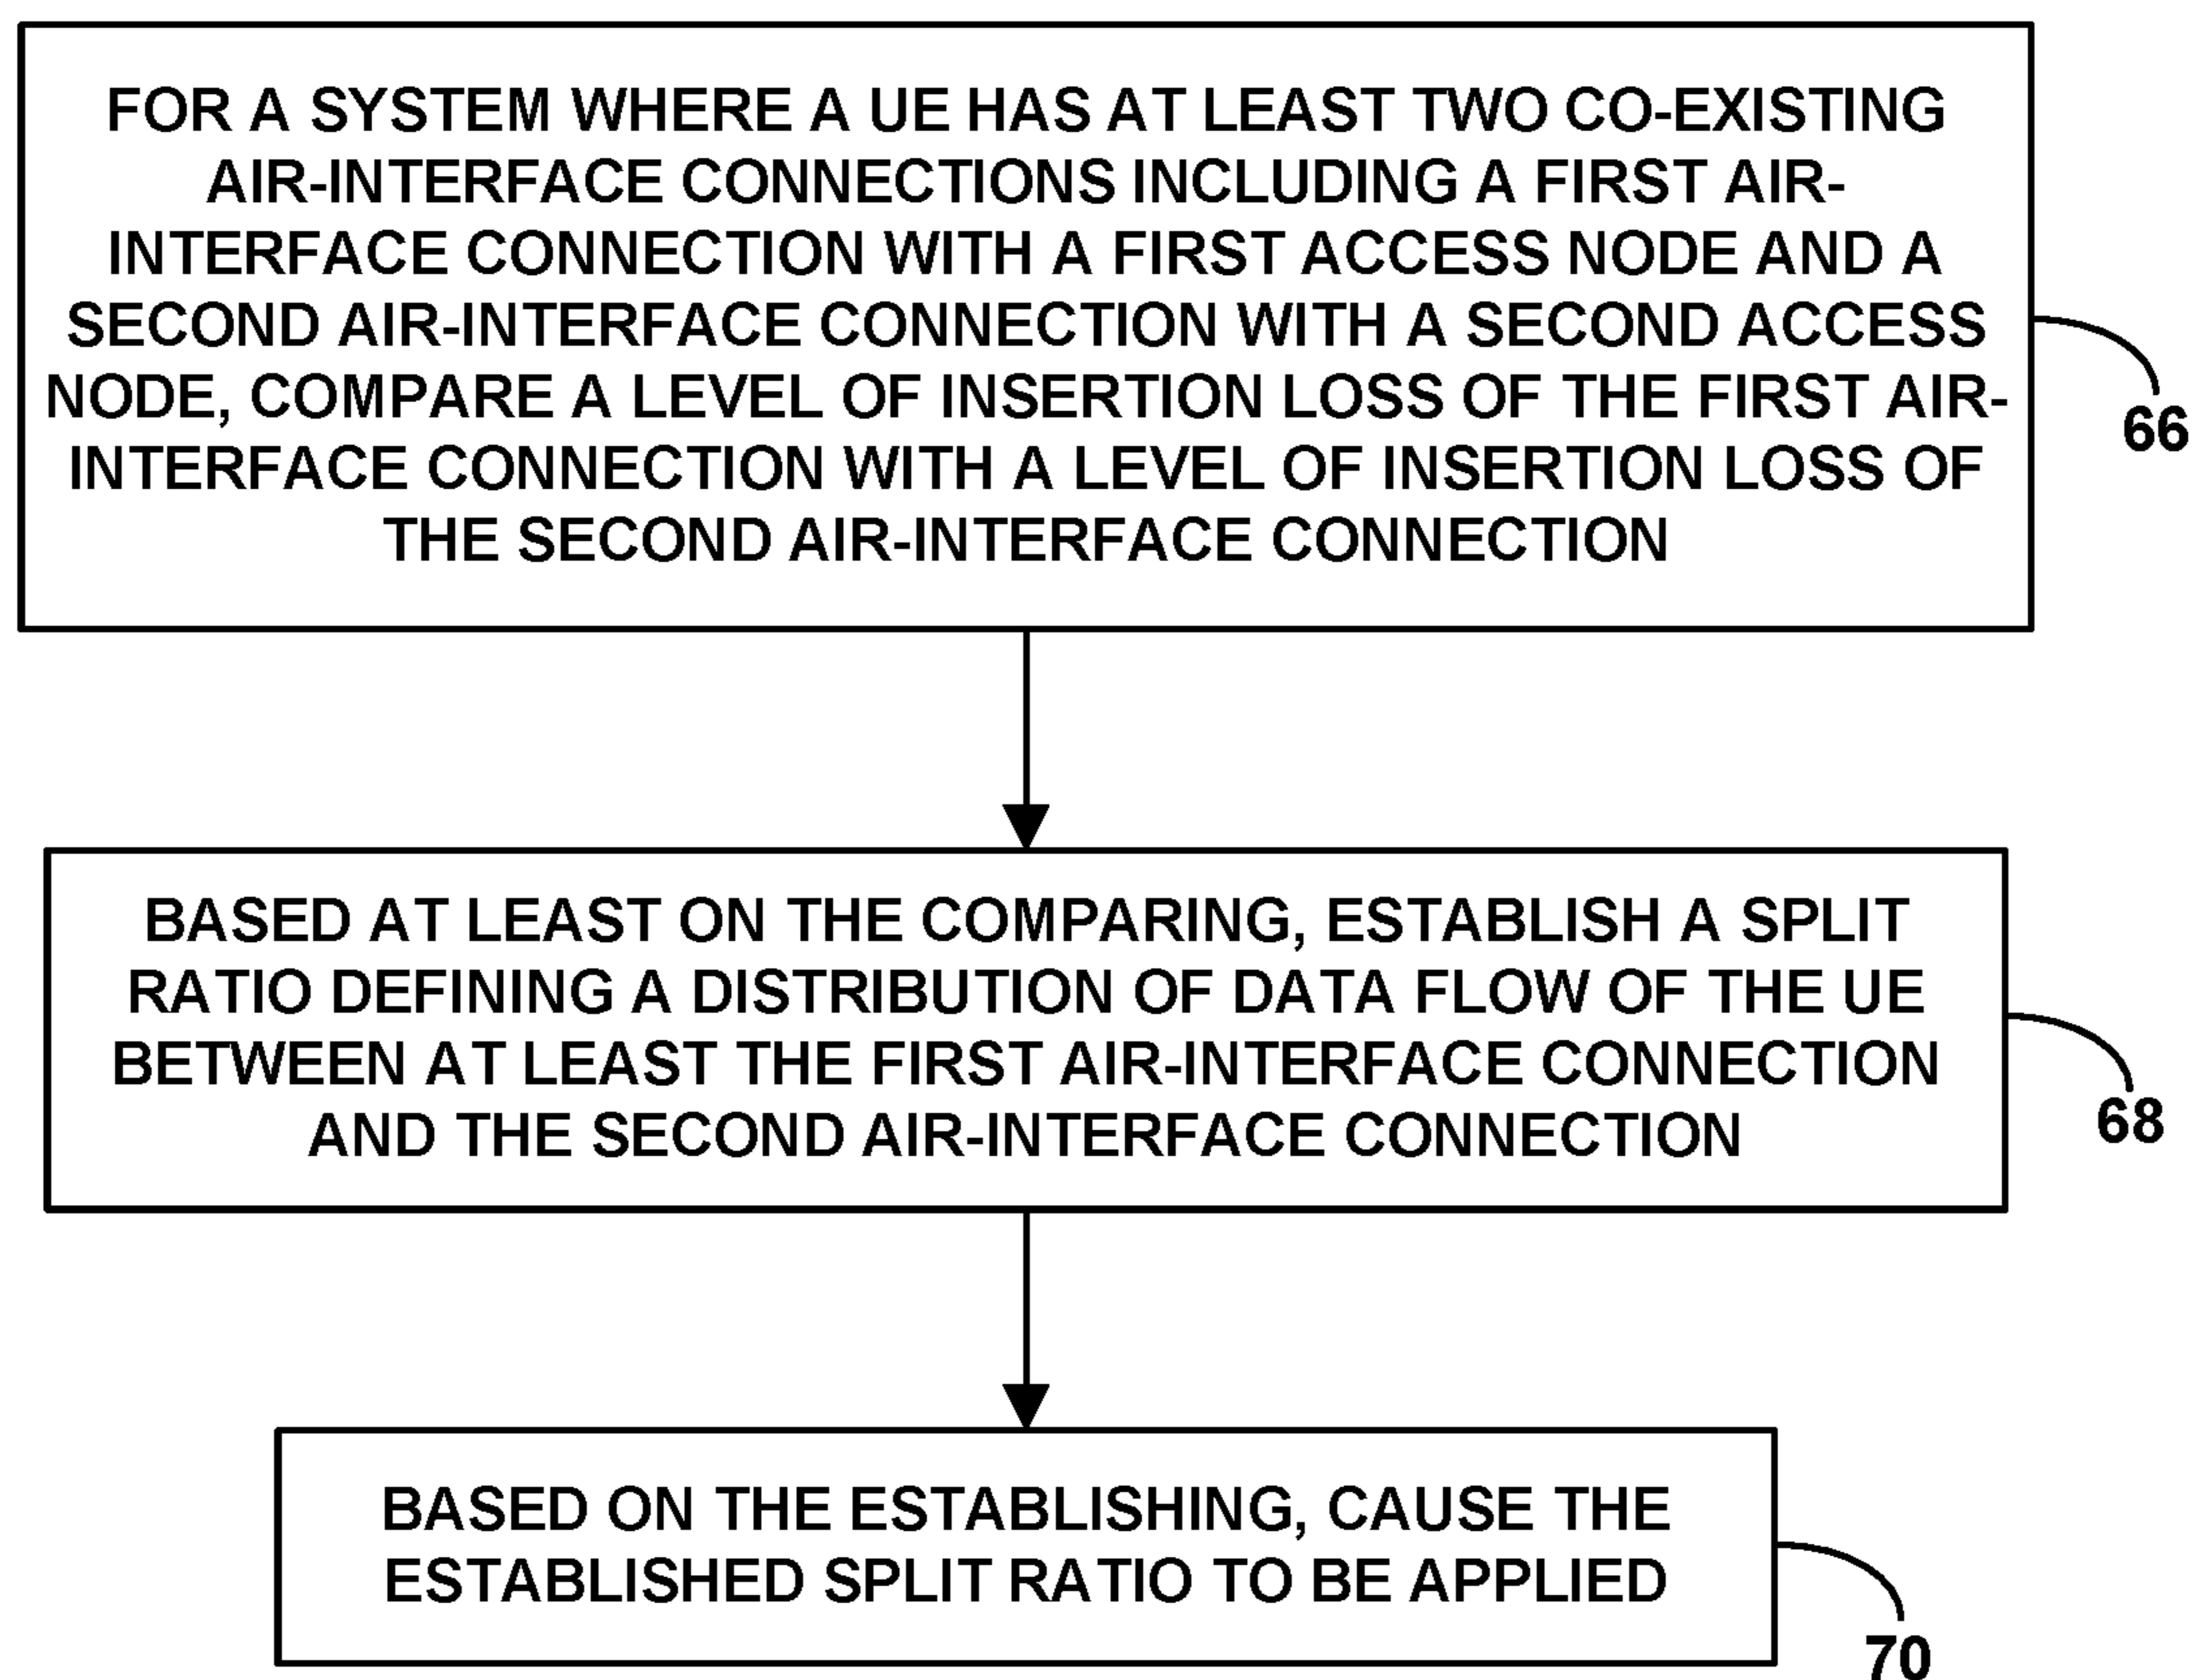 FOR A SYSTEM WHERE A UE HAS AT LEAST TWO CO-EXISTING
AIR-INTERFACE CONNECTIONS INCLUDING A FIRST AIR-
INTERFACE CONNECTION WITH A FIRST ACCESS NODE AND A
SECOND AIR-INTERFACE CONNECTION WITH A SECOND ACCESS
NODE, COMPARE A LEVEL OF INSERTION LOSS OF THE FIRST AIR-
INTERFACE CONNECTION WITH A LEVEL OF INSERTION LOSS OF
THE SECOND AIR-INTERFACE CONNECTION
66
BASED AT LEAST ON THE COMPARING, ESTABLISH A SPLIT
RATIO DEFINING A DISTRIBUTION OF DATA FLOW OF THE UE
BETWEEN AT LEAST THE FIRST AIR-INTERFACE CONNECTION
AND THE SECOND AIR-INTERFACE CONNECTION
68
BASED ON THE ESTABLISHING, CAUSE THE
ESTABLISHED SPLIT RATIO TO BE APPLIED
70